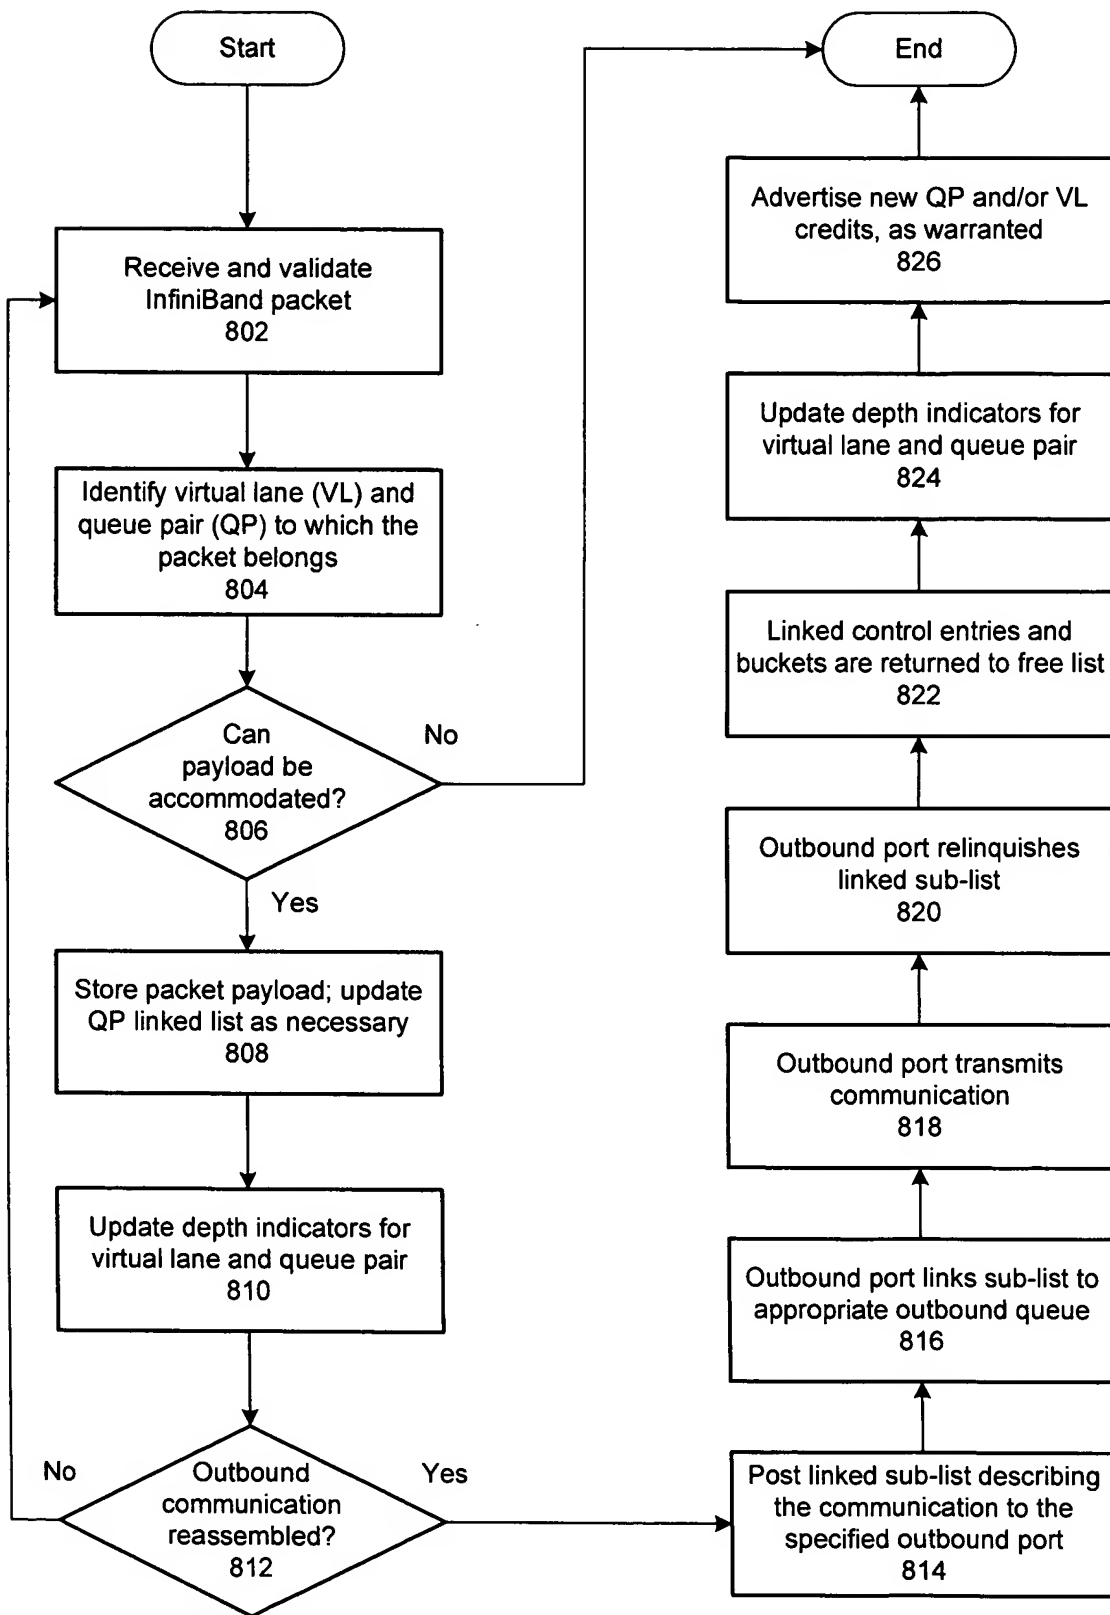 Start
Receive and validate
InfiniBand packet
802
Identify virtual lane (VL) and
queue pair (QP) to which the
packet belongs
804
Can
payload be
accommodated?
806
No
Yes
Store packet payload; update
QP linked list as necessary
808
Update depth indicators for
virtual lane and queue pair
810
Outbound
communication
reassembled?
812
No
Yes
Post linked sub-list describing
the communication to the
specified outbound port
814
Outbound port links sub-list to
appropriate outbound queue
816
Outbound port transmits
communication
818
Outbound port relinquishes
linked sub-list
820
Linked control entries and
buckets are returned to free list
822
Update depth indicators for
virtual lane and queue pair
824
Advertise new QP and/or VL
credits, as warranted
826
End